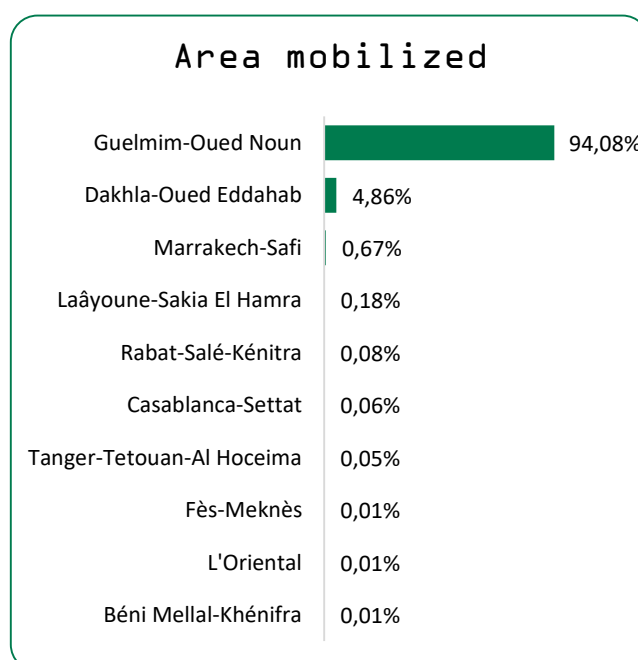 Area mobilized
Guelmim-Oued Noun 94,08%
Dakhla-Oued Eddahab 4,86%
Marrakech-Safi 0,67%
Laâyoune-Sakia El Hamra 0,18%
Rabat-Salé-Kénitra 0,08%
Casablanca-Settat 0,06%
Tanger-Tetouan-Al Hoceima 0,05%
Fès-Meknès 0,01%
L'Oriental 0,01%
Béni Mellal-Khénifra 0,01%